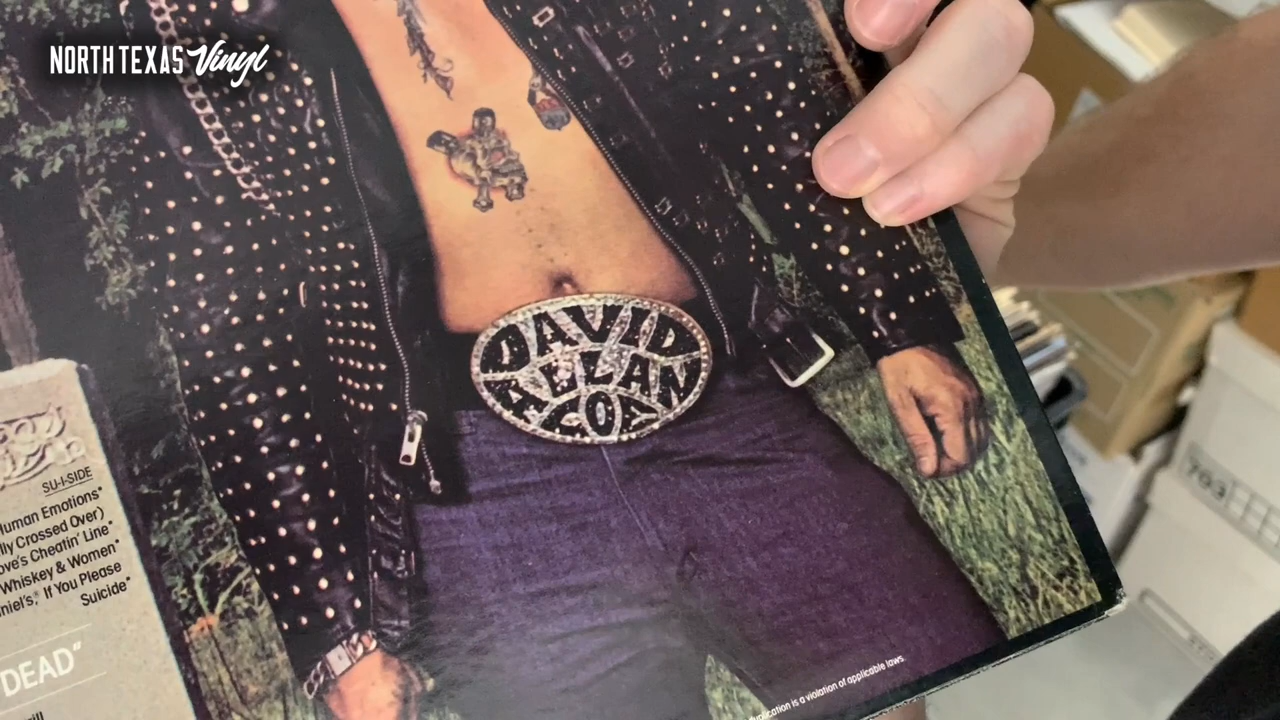 NORTH TEXAS Vinyl
DAVID
ALLAN
COE
SU-I-SIDE
Human Emotions*
lly Crossed Over)
ove's Cheatin' Line*
Whiskey & Women*
niel's,® If You Please
Suicide*
DEAD"
uplication is a violation of applicable laws.
703